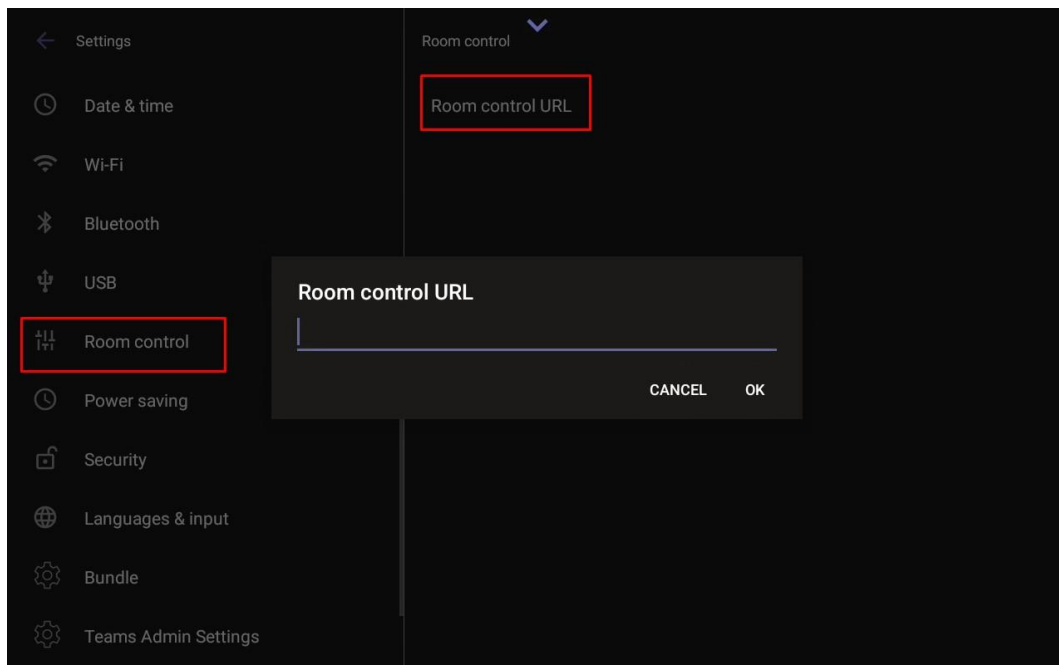 Settings
Date & time
Wi-Fi
Bluetooth
USB
Room control
Power saving
Security
Languages & input
Bundle
Teams Admin Settings
Room control
Room control URL
Room control URL
CANCEL OK